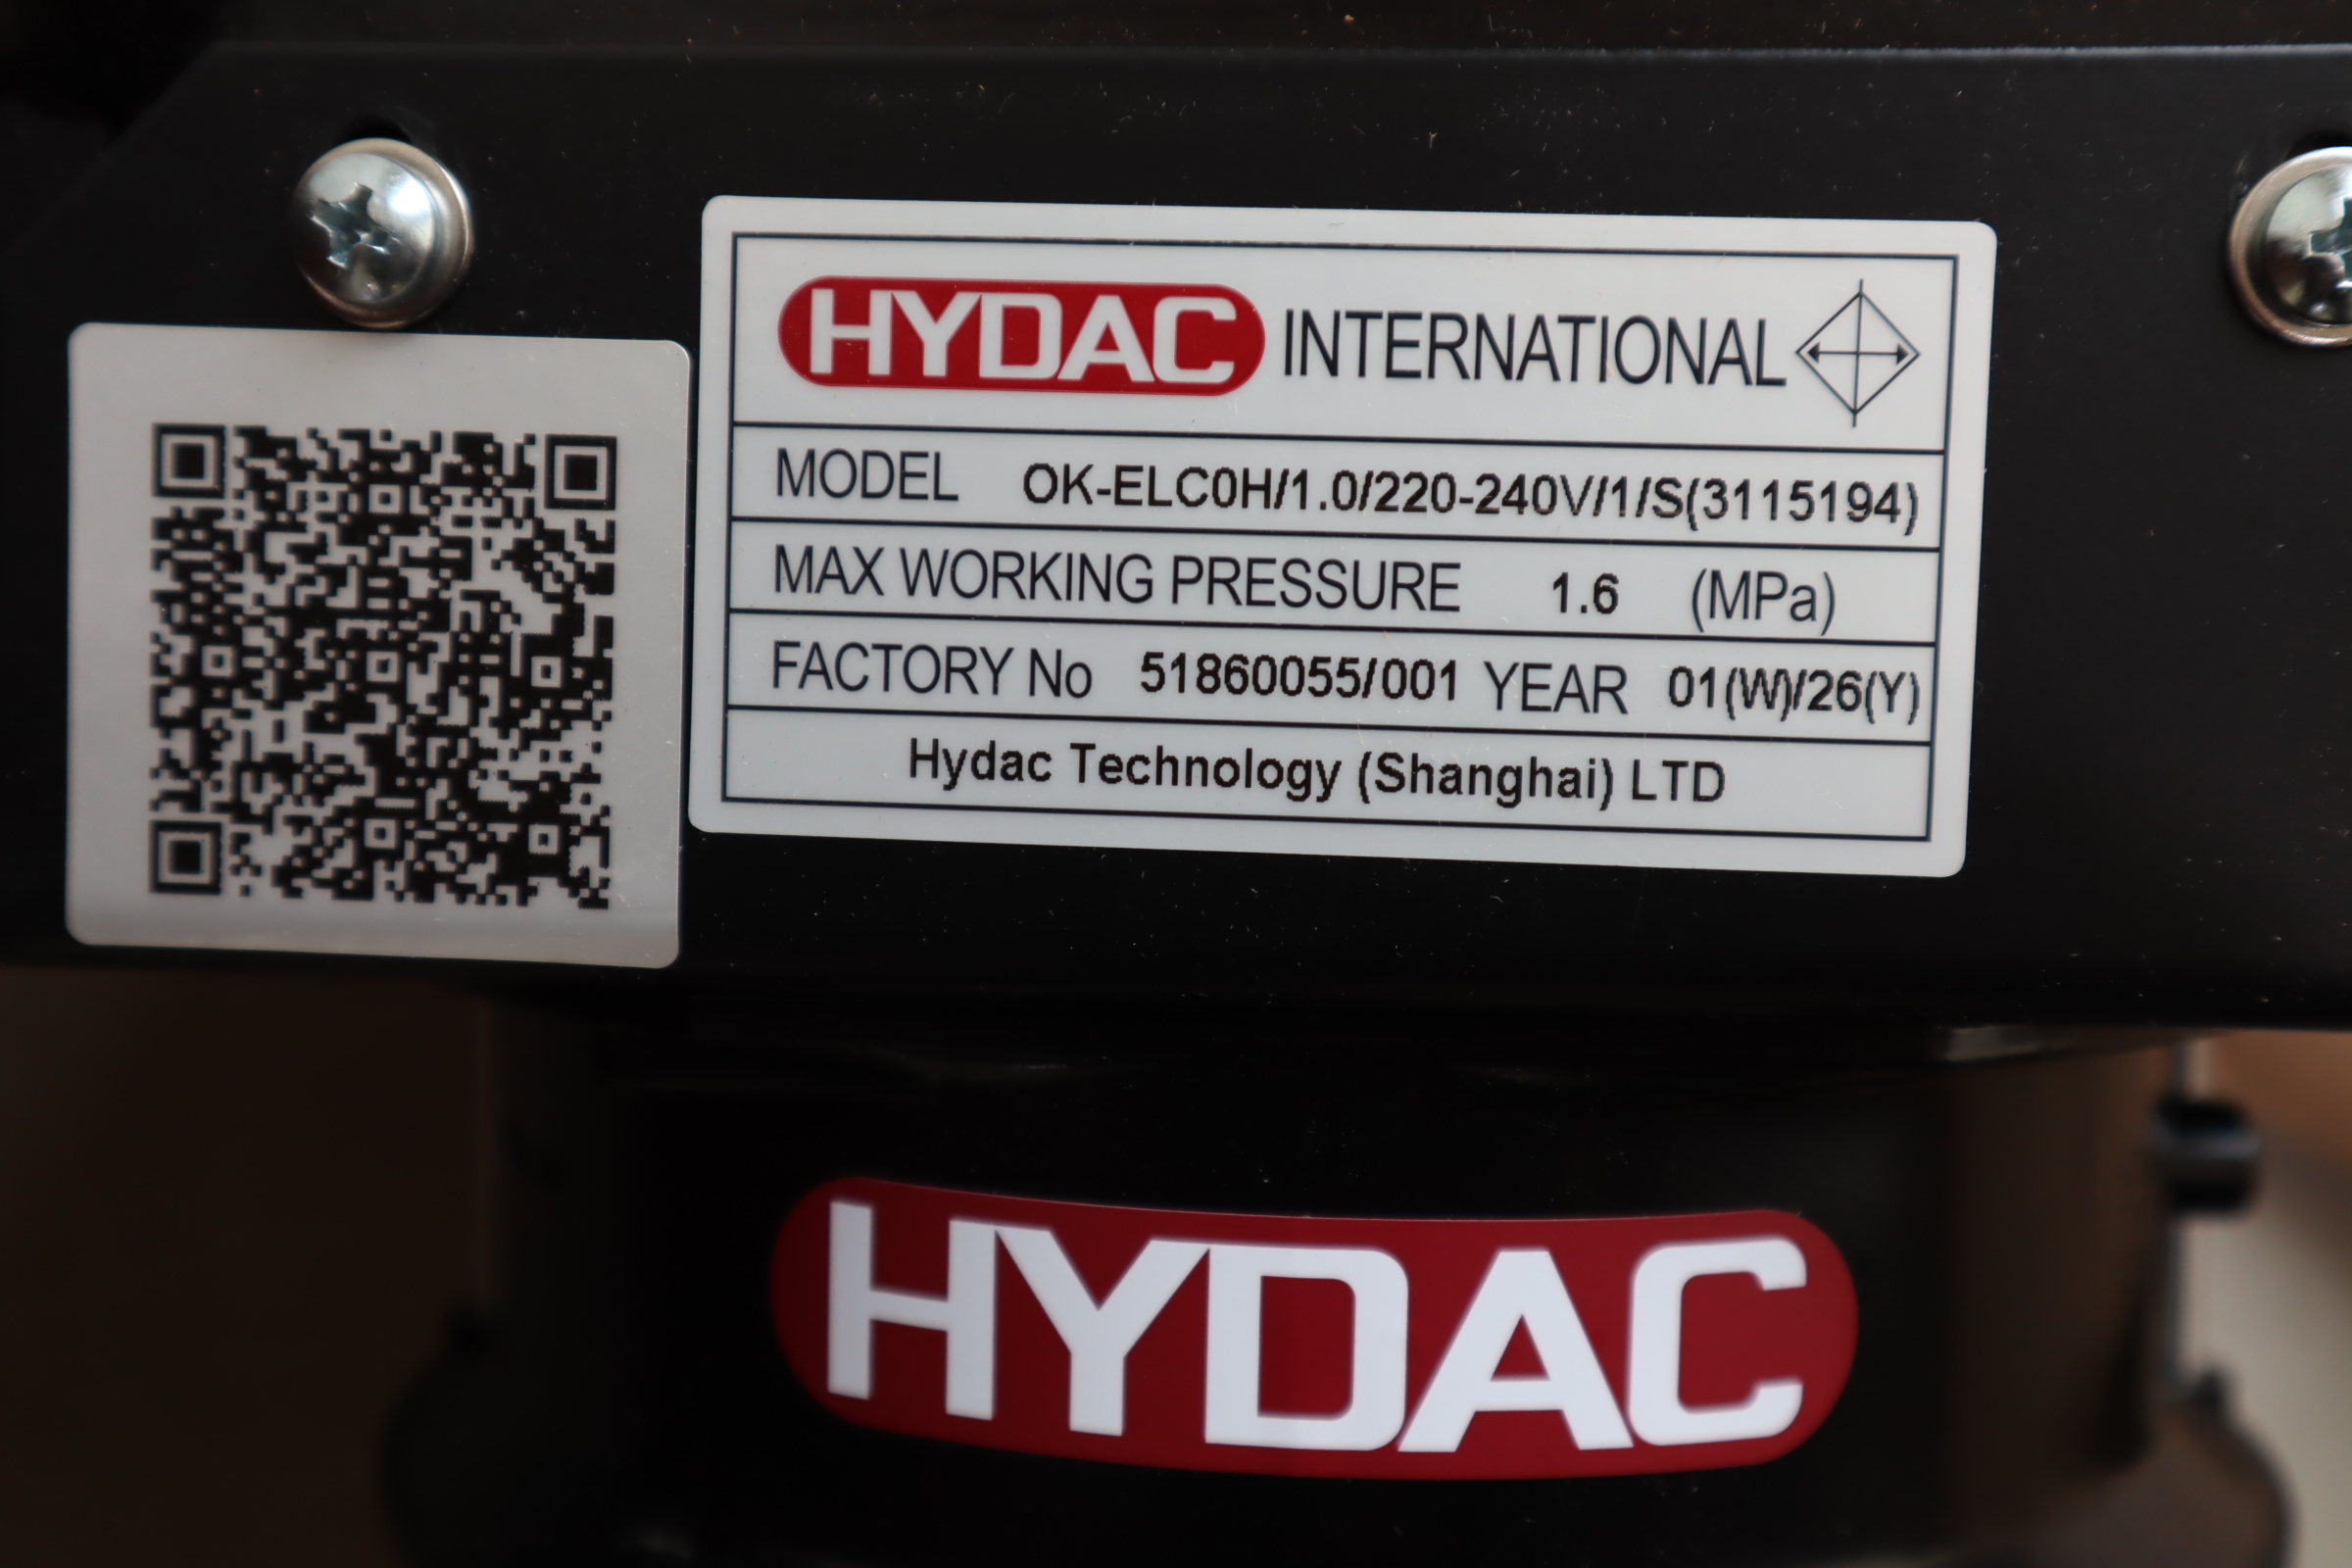 HYDAC INTERNATIONAL
MODEL OK-ELC0H/1.0/220-240V/1/S(3115194)
MAX WORKING PRESSURE 1.6 (MPa)
FACTORY No 51860055/001 YEAR 01(W)/26(Y)
Hydac Technology (Shanghai) LTD
HYDAC